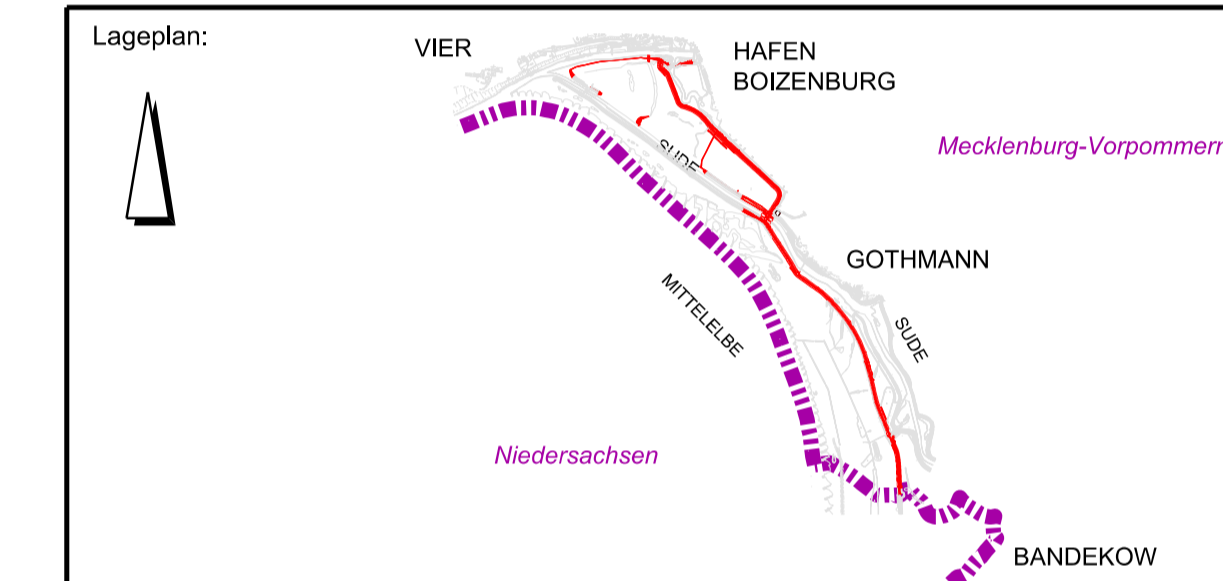 Lageplan:
VIER
HAFEN
BOIZENBURG
Mecklenburg-Vorpommern
SUDE
GOTHMANN
MITTELELBE
SUDE
Niedersachsen
BANDEKOW